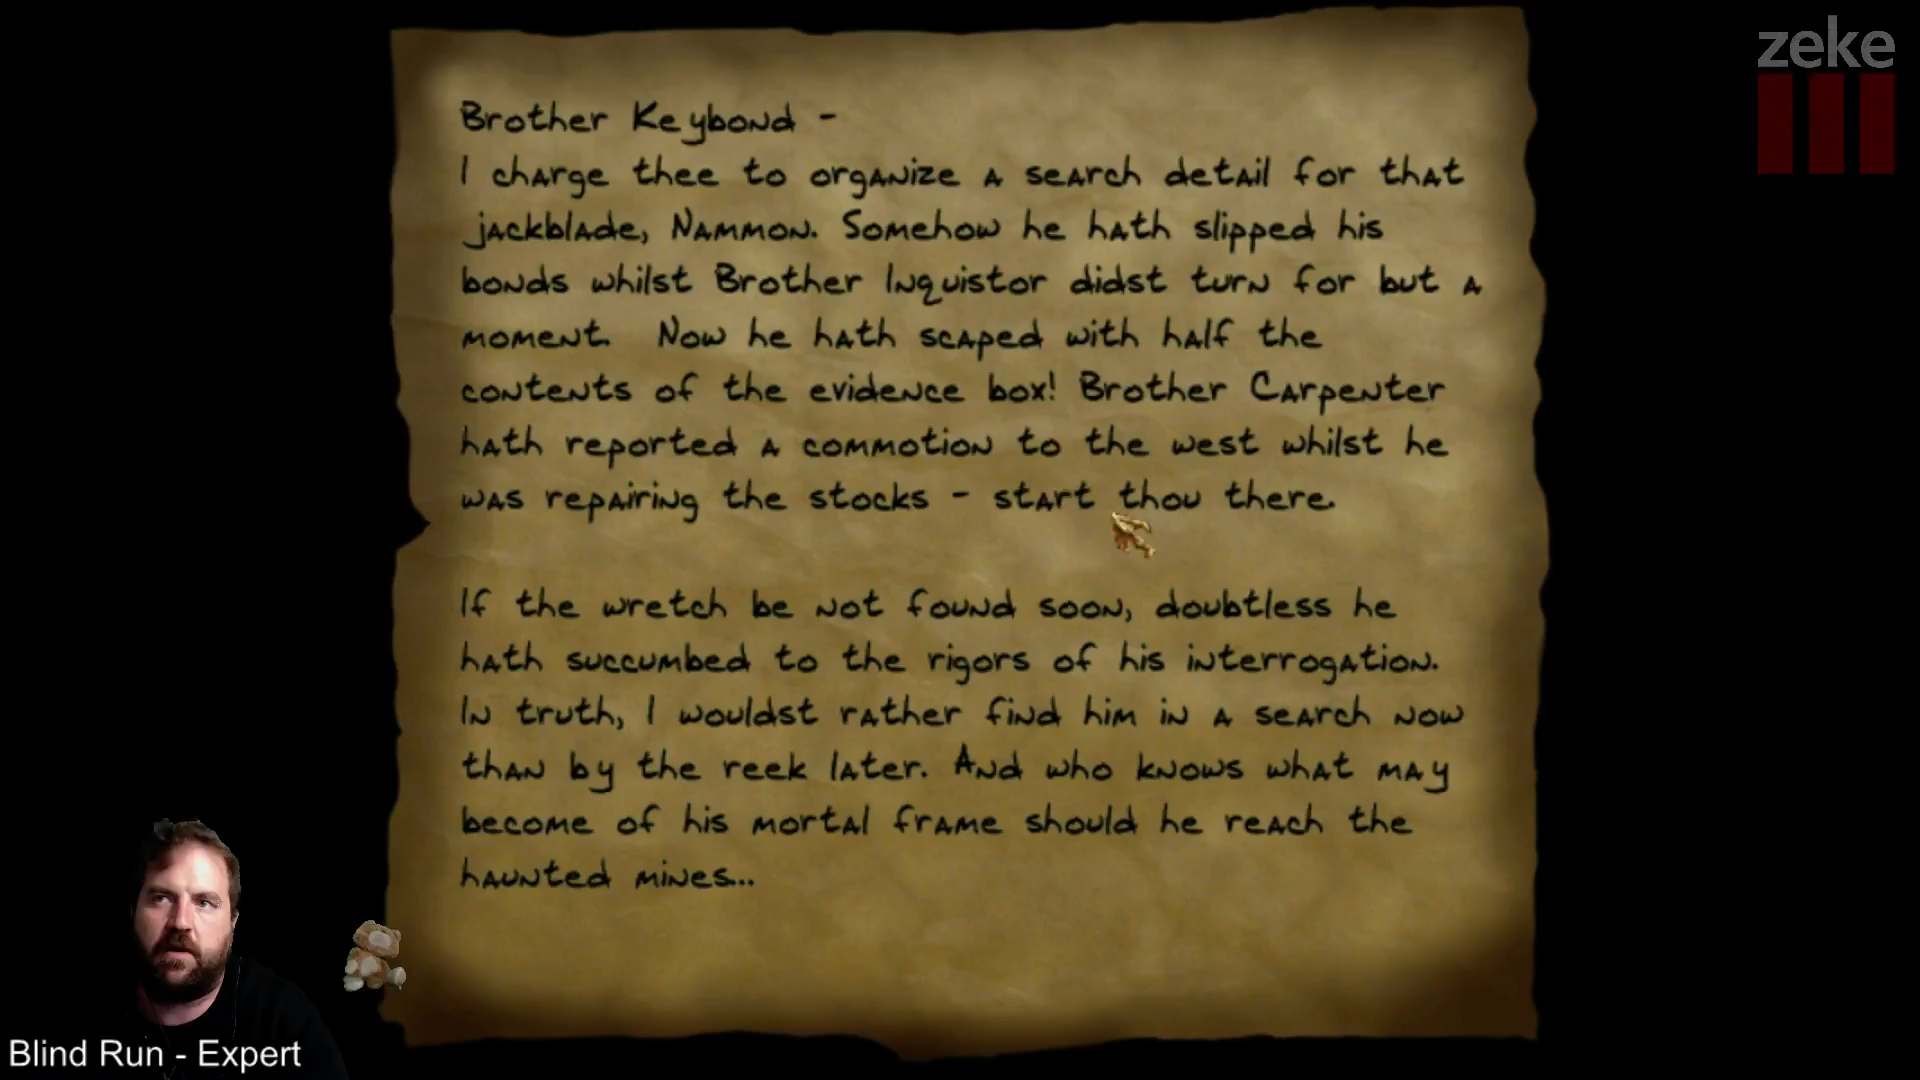 zeke
Brother Keybond -
I charge thee to organize a search detail for that
jackblade, Nammon. Somehow he hath slipped his
bonds whilst Brother Inquistor didst turn for but a
moment. Now he hath scaped with half the
contents of the evidence box! Brother Carpenter
hath reported a commotion to the west whilst he
was repairing the stocks - start thou there.
If the wretch be not found soon, doubtless he
hath succumbed to the rigors of his interrogation.
In truth, I wouldst rather find him in a search now
than by the reek later. And who knows what may
become of his mortal frame should he reach the
haunted mines...
Blind Run - Expert